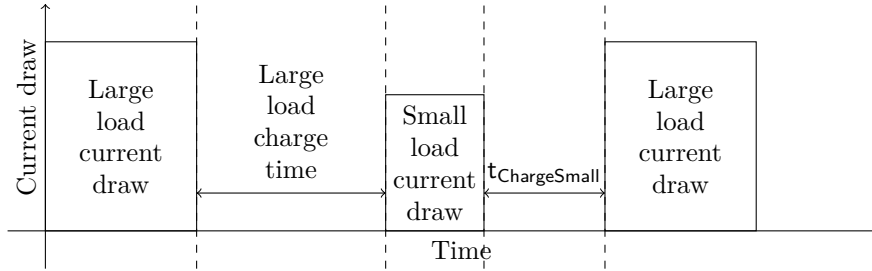 Current draw
Large
load
current
draw
Large
load
charge
time
Small
load
current
draw
tChargeSmall
Large
load
current
draw
Time